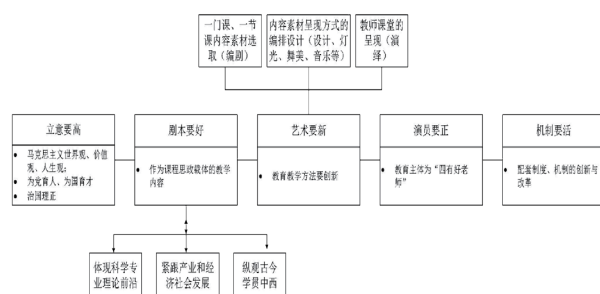 一门课、一节
课内容素材选
取（编剧）
内容素材呈现方式的
编排设计（设计、灯
光、舞美、音乐等）
教师课堂的
呈现（演
绎）
立意要高
• 马克思主义世界观、价值
观、人生观；
• 为党育人、为国育才
• 治国理正
剧本要好
• 作为课程思政载体的教学
内容
艺术要新
• 教育教学方法要创新
演员要正
• 教育主体为“四有好老
师”
机制要活
• 配套制度、机制的创新与
改革
体现科学专
业理论前沿
紧跟产业和经
济社会发展
纵观古今
学贯中西